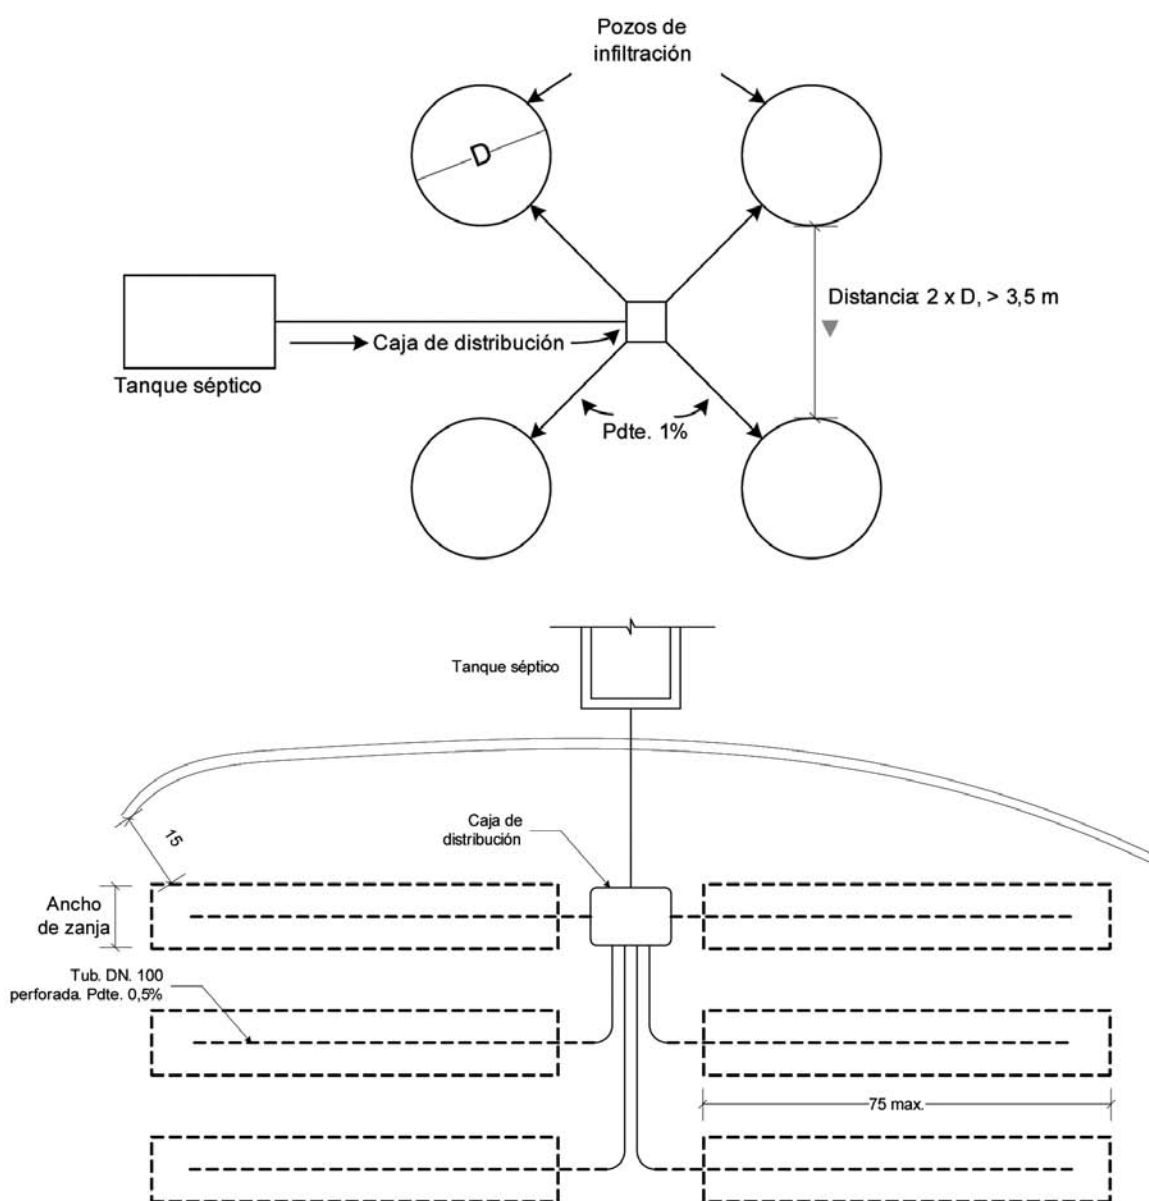 Pozos de
infiltración
D
Distancia: 2 x D, > 3,5 m
Caja de distribución
Tanque séptico
Pdte. 1%
Tanque séptico
15
Caja de
distribución
Ancho
de zanja
Tub. DN. 100
perforada. Pdte. 0,5%
75 max.